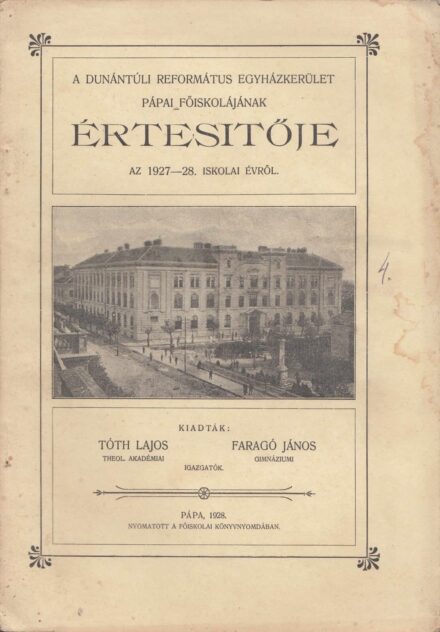 A DUNÁNTÚLI REFORMÁTUS EGYHÁZKERÜLET
PÁPAI FŐISKOLÁJÁNAK
ÉRTESITŐJE
AZ 1927—28. ISKOLAI ÉVRŐL.
4.
KIADTÁK:
TÓTH LAJOS FARAGÓ JÁNOS
THEOL. AKADÉMIAI GIMNÁZIUMI
IGAZGATÓK.
PÁPA, 1928.
NYOMATOTT A FŐISKOLAI KÖNYVNYOMDÁBAN.